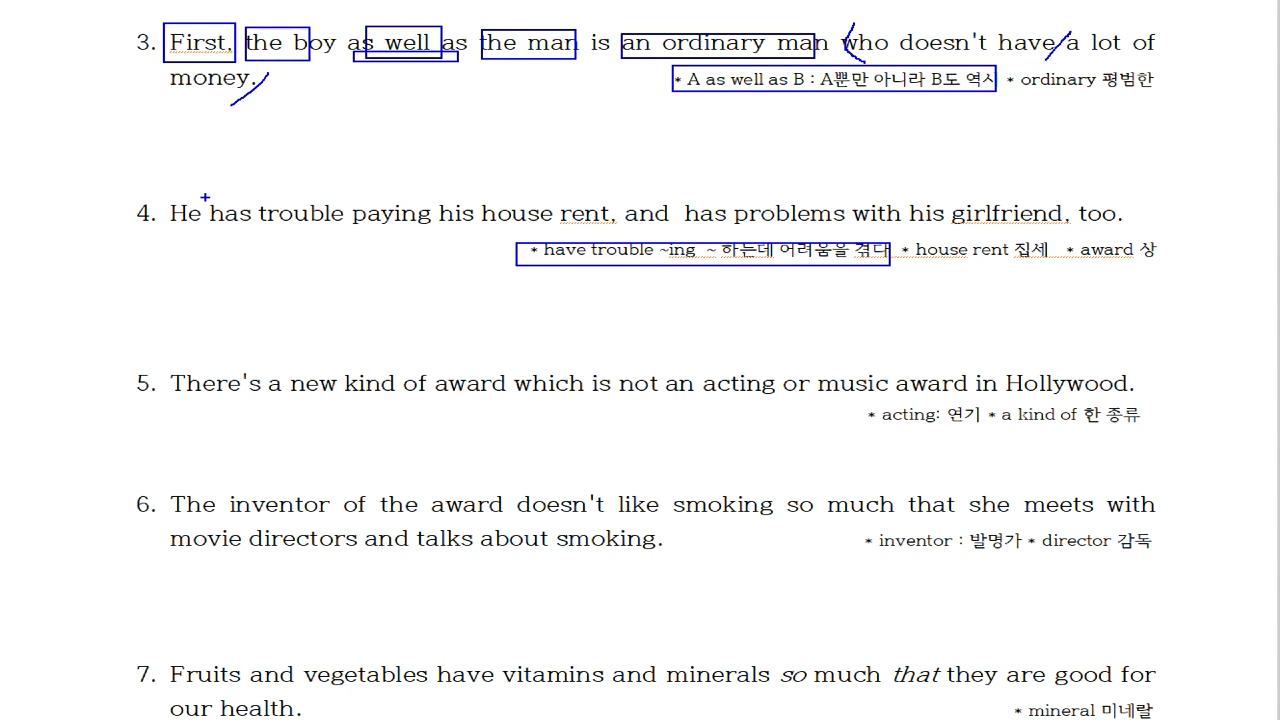 3. First, the boy as well as the man is an ordinary man who doesn't have a lot of
money.
* A as well as B : A뿐만 아니라 B도 역시 * ordinary 평범한
4. He has trouble paying his house rent, and has problems with his girlfriend, too.
* have trouble ~ing ~ 하는데 어려움을 겪다 * house rent 집세 * award 상
5. There's a new kind of award which is not an acting or music award in Hollywood.
* acting: 연기 * a kind of 한 종류
6. The inventor of the award doesn't like smoking so much that she meets with
movie directors and talks about smoking.
* inventor : 발명가 * director 감독
7. Fruits and vegetables have vitamins and minerals so much that they are good for
our health.
* mineral 미네랄